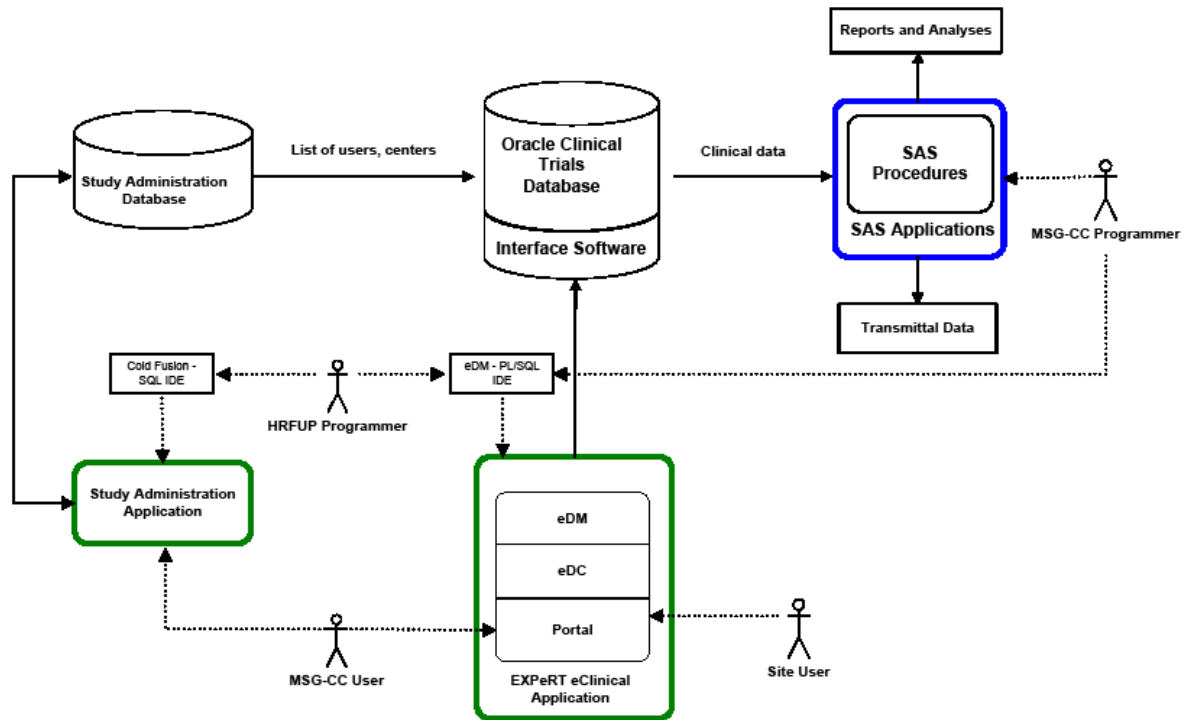 Reports and Analyses
Study Administration
Database
List of users, centers
Oracle Clinical
Trials
Database
Interface Software
Clinical data
SAS
Procedures
SAS Applications
MSG-CC Programmer
Transmittal Data
Cold Fusion -
SQL IDE
HRFUP Programmer
eDM - PL/SQL
IDE
Study Administration
Application
eDM
eDC
Portal
EXPeRT eClinical
Application
MSG-CC User
Site User